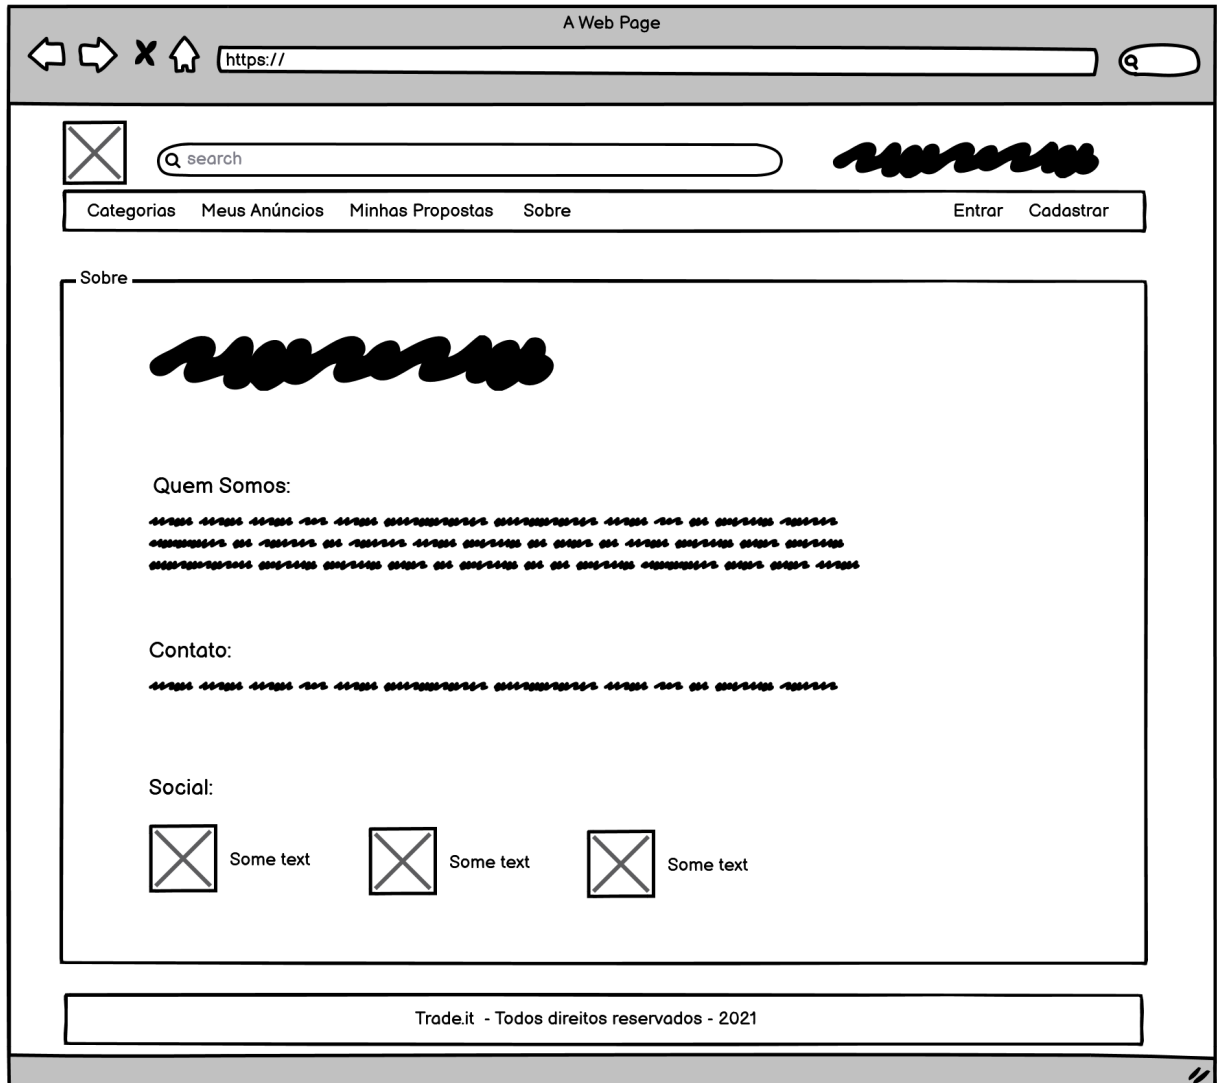 A Web Page
https://
search
Categorias Meus Anúncios Minhas Propostas Sobre Entrar Cadastrar
Sobre
Quem Somos:
Contato:
Social:
Some text Some text Some text
Trade.it - Todos direitos reservados - 2021